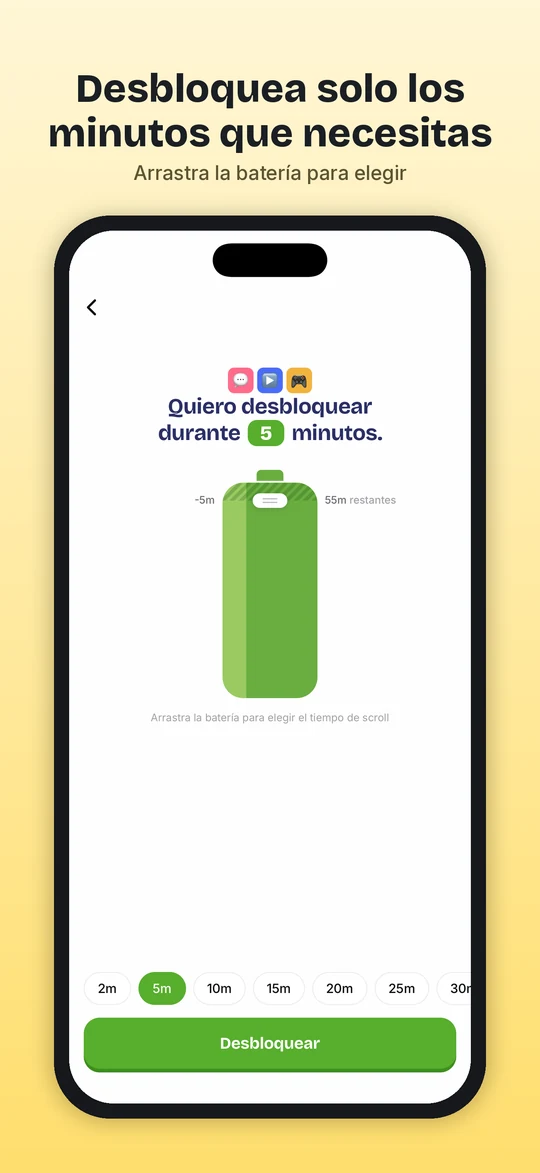 Desbloquea solo los
minutos que necesitas
Arrastra la batería para elegir
Quiero desbloquear
durante 5 minutos.
-5m
55m restantes
Arrastra la batería para elegir el tiempo de scroll
2m 5m 10m 15m 20m 25m 30m
Desbloquear